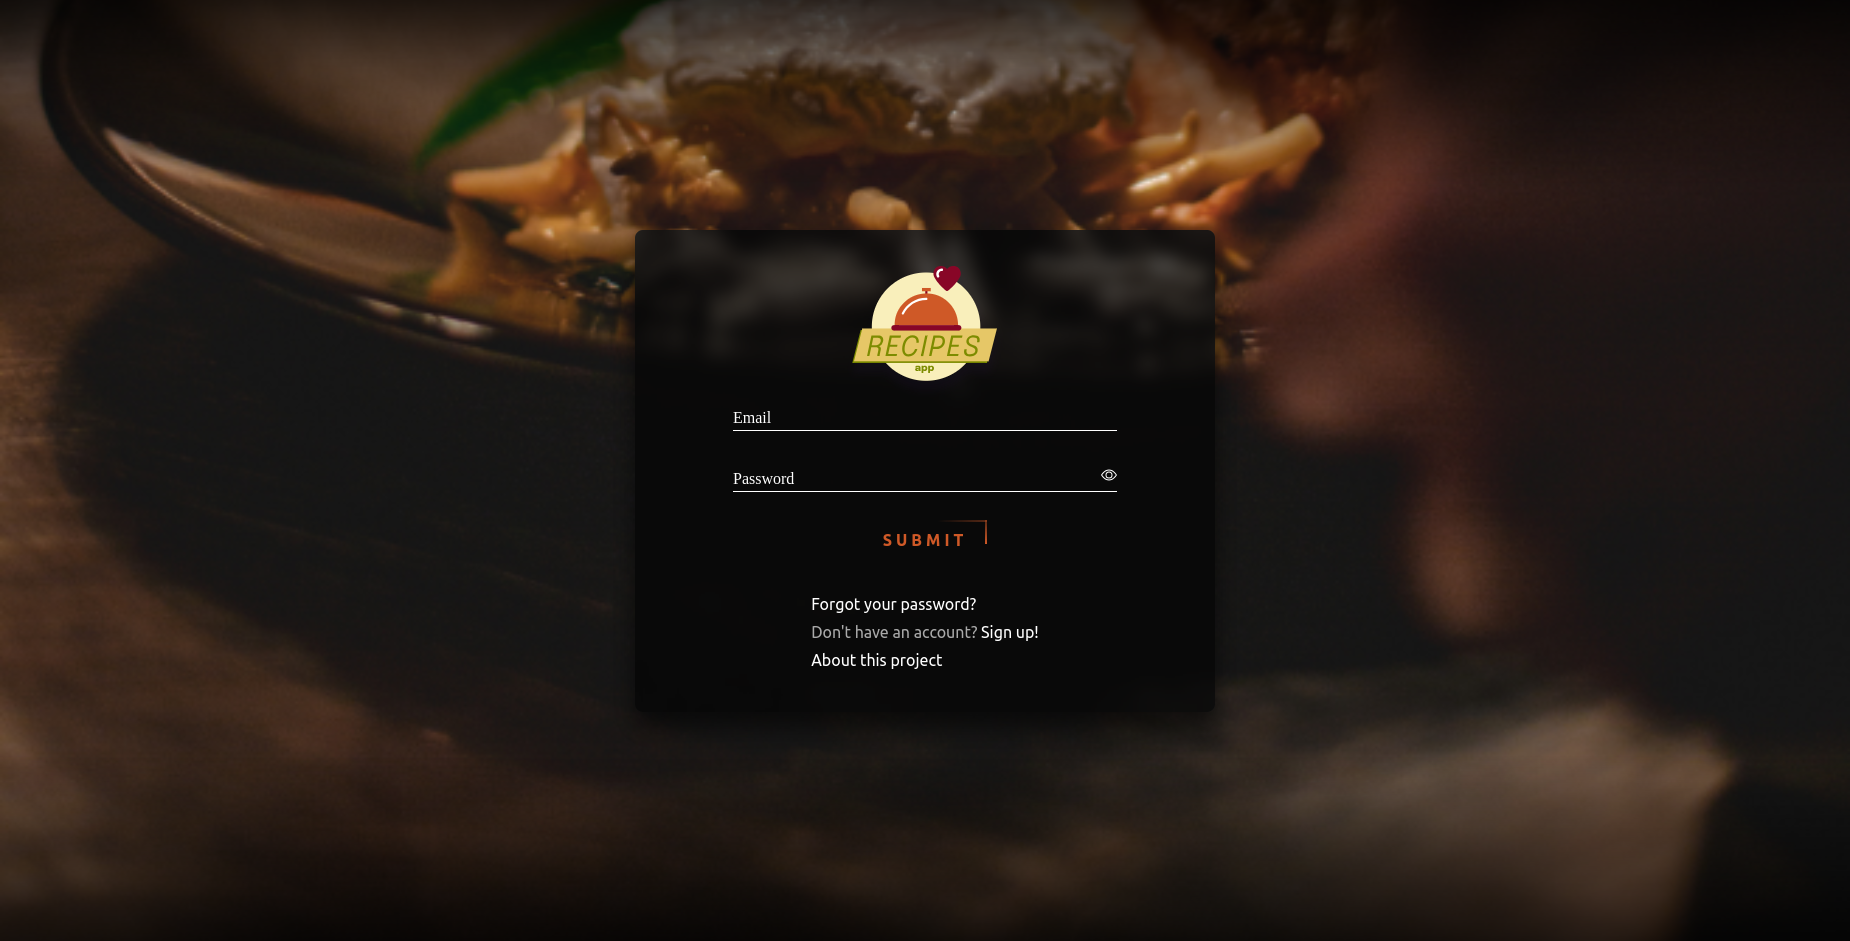 RECIPES
app
Email
Password
SUBMIT
Forgot your password?
Don't have an account? Sign up!
About this project